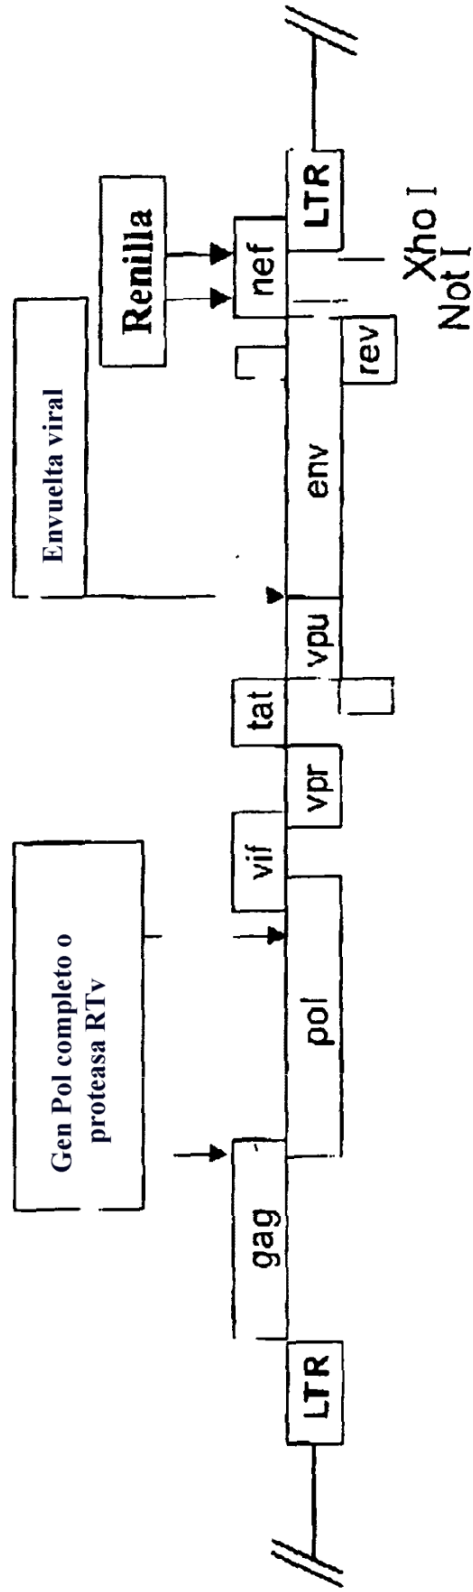 Gen Pol completo o
proteasa RTv
Envuelta viral
Renilla
LTR
gag
pol
vif
vpr
tat
vpu
env
rev
nef
LTR
Xho I
Not I